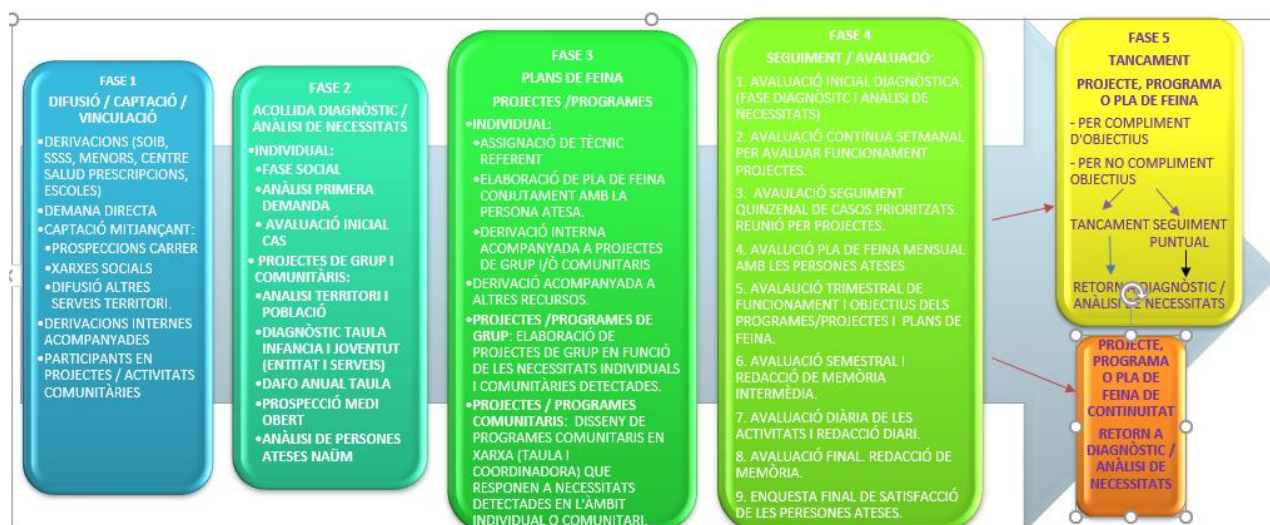 FASE 1
DIFUSIÓ / CAPTACIÓ /
VINCULACIÓ
•DERIVACIONS (SOIB,
SSSS, MENORS, CENTRE
SALUD PRESCRIPCIONS,
ESCOLES)
•DEMANA DIRECTA
•CAPTACIÓ MITJANÇANT:
•PROSPECCIONS CARRER
•XARXES SOCIALS
•DIFUSIÓ ALTRES
SERVEIS TERRITORI.
•DERIVACIONS INTERNES
ACOMPANYADES
•PARTICIPANTS EN
PROJECTES / ACTIVITATS
COMUNITÀRIES
FASE 2
ACOLLIDA DIAGNÒSTIC /
ANÀLISI DE NECESSITATS
•INDIVIDUAL:
•FASE SOCIAL
•ANÀLISI PRIMERA
DEMANDA
• AVALUACIÓ INICIAL
CAS
• PROJECTES DE GRUP I
COMUNITÀRIS:
•ANALISI TERRITORI I
POBLACIÓ
•DIAGNÒSTIC TAULA
INFANCIA I JOVENTUT
(ENTITAT I SERVEIS)
•DAFO ANUAL TAULA
•PROSPECCIÓ MEDI
OBERT
•ANÀLISI DE PERSONES
ATESES NAÜM
FASE 3
PLANS DE FEINA
PROJECTES /PROGRAMES
•INDIVIDUAL:
•ASSIGNACIÓ DE TÈCNIC
REFERENT
•ELABORACIÓ DE PLA DE FEINA
CONJUTAMENT AMB LA
PERSONA ATESA.
•DERIVACIÓ INTERNA
ACOMPANYADA A PROJECTES
DE GRUP I/Ò COMUNITARIS
•DERIVACIÓ ACOMPANYADA A
ALTRES RECURSOS.
•PROJECTES /PROGRAMES DE
GRUP: ELABORACIÓ DE
PROJECTES DE GRUP EN FUNCIÓ
DE LES NECESSITATS INDIVIDUALS
I COMUNITÀRIES DETECTADES.
•PROJECTES / PROGRAMES
COMUNITARIS: DISSENY DE
PROGRAMES COMUNITARIS EN
XARXA (TAULA I
COORDINADORA) QUE
RESPONEN A NECESSITATS
DETECTADES EN L'ÀMBIT
INDIVIDUAL O COMUNITARI.
FASE 4
SEGUIMENT / AVALUACIÓ:
1. AVALUACIÓ INICIAL DIAGNÒSTICA.
(FASE DIAGNÒSITC I ANÀLISI DE
NECESSITATS)
2. AVALUACIÓ CONTÍNUA SETMANAL
PER AVALUAR FUNCIONAMENT
PROJECTES.
3. AVAULACIÓ SEGUIMENT
QUINZENAL DE CASOS PRIORITZATS.
REUNIÓ PER PROJECTES.
4. AVALUCIÓ PLA DE FEINA MENSUAL
AMB LES PERSONES ATESES
5. AVALAUCIÓ TRIMESTRAL DE
FUNCIONAMENT I OBJECTIUS DELS
PROGRAMES/PROJECTES I PLANS DE
FEINA.
6. AVALUACIÓ SEMESTRAL I
REDACCIÓ DE MEMÒRIA
INTERMÈDIA.
7. AVALUACIÓ DIÀRIA DE LES
ACTIVITATS I REDACCIÓ DIARI.
8. AVALUACIÓ FINAL. REDACCIÓ DE
MEMÒRIA.
9. ENQUESTA FINAL DE SATISFACCIÓ
DE LES PERESONES ATESES.
FASE 5
TANCAMENT
PROJECTE, PROGRAMA
O PLA DE FEINA
- PER COMPLIMENT
D'OBJECTIUS
- PER NO COMPLIMENT
OBJECTIUS
TANCAMENT SEGUIMENT
PUNTUAL
RETORN A DIAGNÒSTIC /
ANÀLISI DE NECESSITATS
PROJECTE,
PROGRAMA
O PLA DE
FEINA DE
CONTINUITAT
RETORN A
DIAGNÒSTIC /
ANÀLISI DE
NECESSITATS